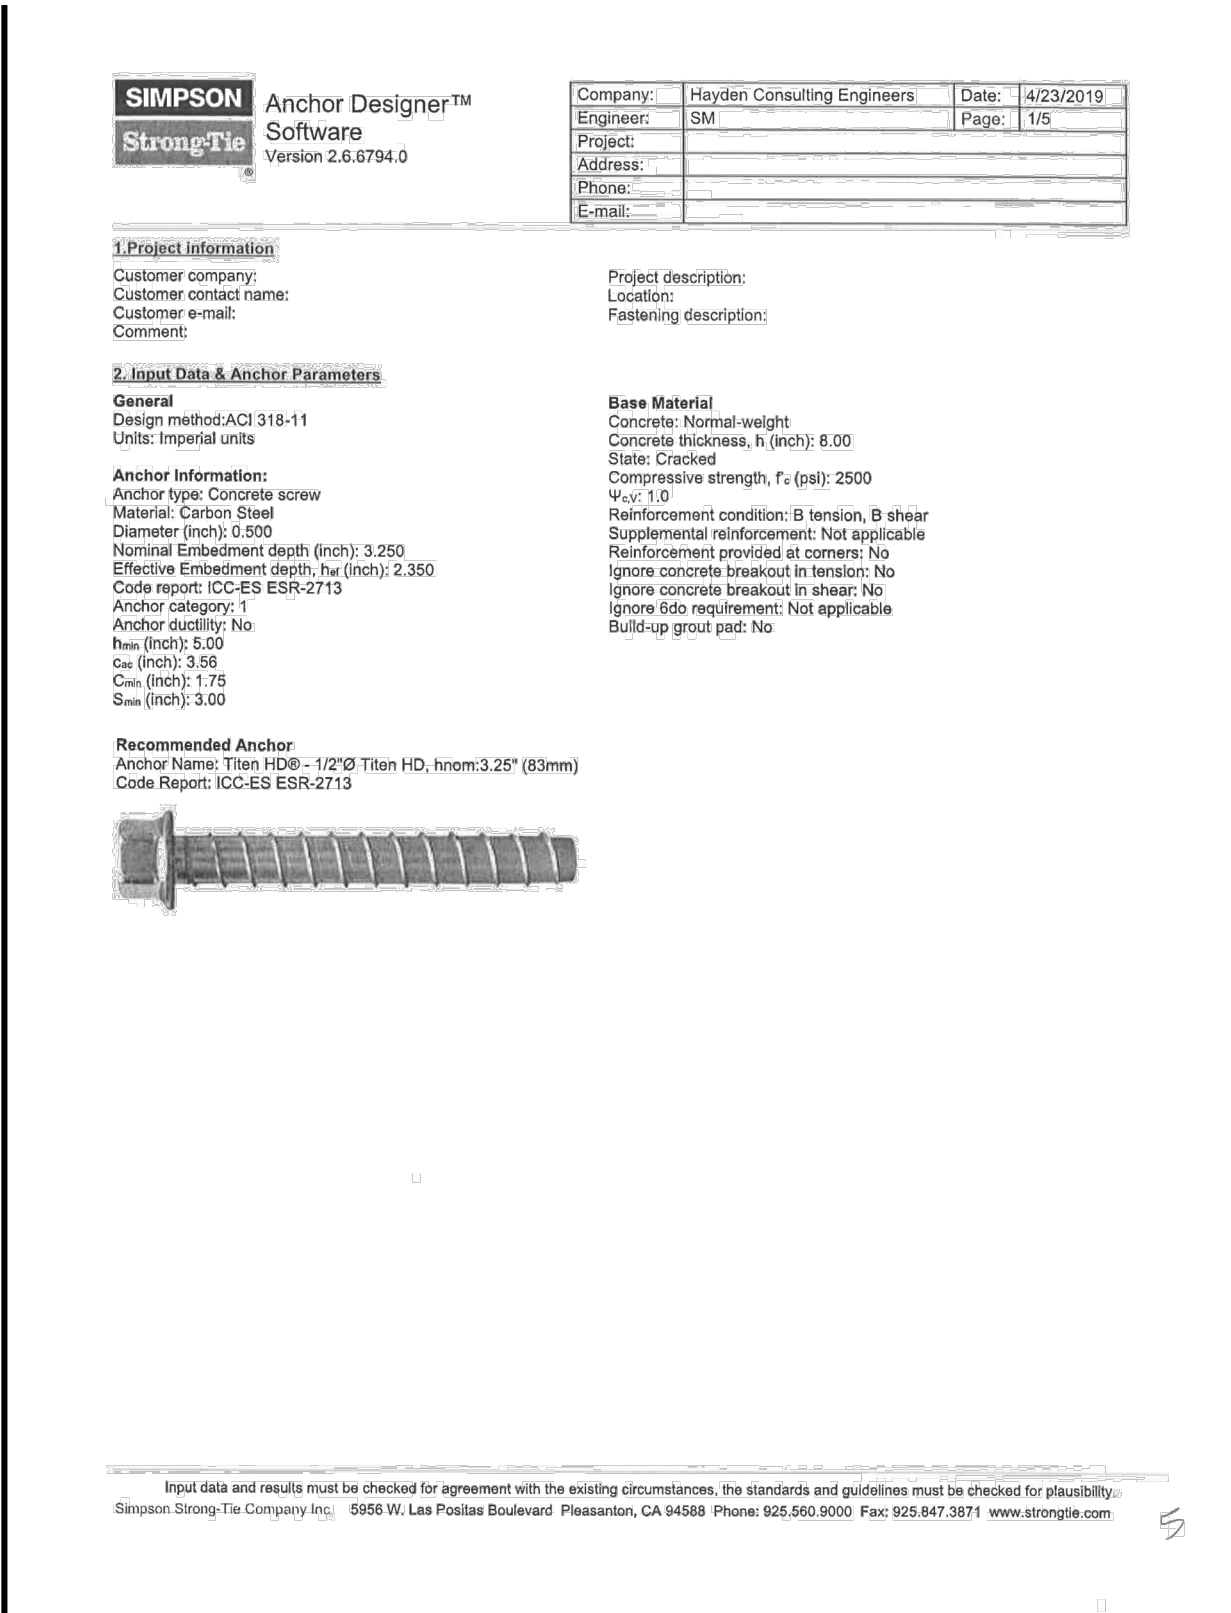 SIMPSON
Strong-Tie
®
Anchor Designer™
Software
Version 2.6.6794.0
Company: Hayden Consulting Engineers Date: 4/23/2019
Engineer: SM Page: 1/5
Project:
Address:
Phone:
E-mail:
1.Project information
Customer company:
Customer contact name:
Customer e-mail:
Comment:
Project description:
Location:
Fastening description:
2. Input Data & Anchor Parameters
General
Design method:ACI 318-11
Units: Imperial units
Anchor Information:
Anchor type: Concrete screw
Material: Carbon Steel
Diameter (inch): 0.500
Nominal Embedment depth (inch): 3.250
Effective Embedment depth, hef (inch): 2.350
Code report: ICC-ES ESR-2713
Anchor category: 1
Anchor ductility: No
hmin (inch): 5.00
cac (inch): 3.56
Cmin (inch): 1.75
Smin (inch): 3.00
Base Material
Concrete: Normal-weight
Concrete thickness, h (inch): 8.00
State: Cracked
Compressive strength, f'c (psi): 2500
Ψc,V: 1.0
Reinforcement condition: B tension, B shear
Supplemental reinforcement: Not applicable
Reinforcement provided at corners: No
Ignore concrete breakout in tension: No
Ignore concrete breakout in shear: No
Ignore 6do requirement: Not applicable
Build-up grout pad: No
Recommended Anchor
Anchor Name: Titen HD® - 1/2"Ø Titen HD, hnom:3.25" (83mm)
Code Report: ICC-ES ESR-2713
Input data and results must be checked for agreement with the existing circumstances, the standards and guidelines must be checked for plausibility.
Simpson Strong-Tie Company Inc. 5956 W. Las Positas Boulevard Pleasanton, CA 94588 Phone: 925.560.9000 Fax: 925.847.3871 www.strongtie.com
5